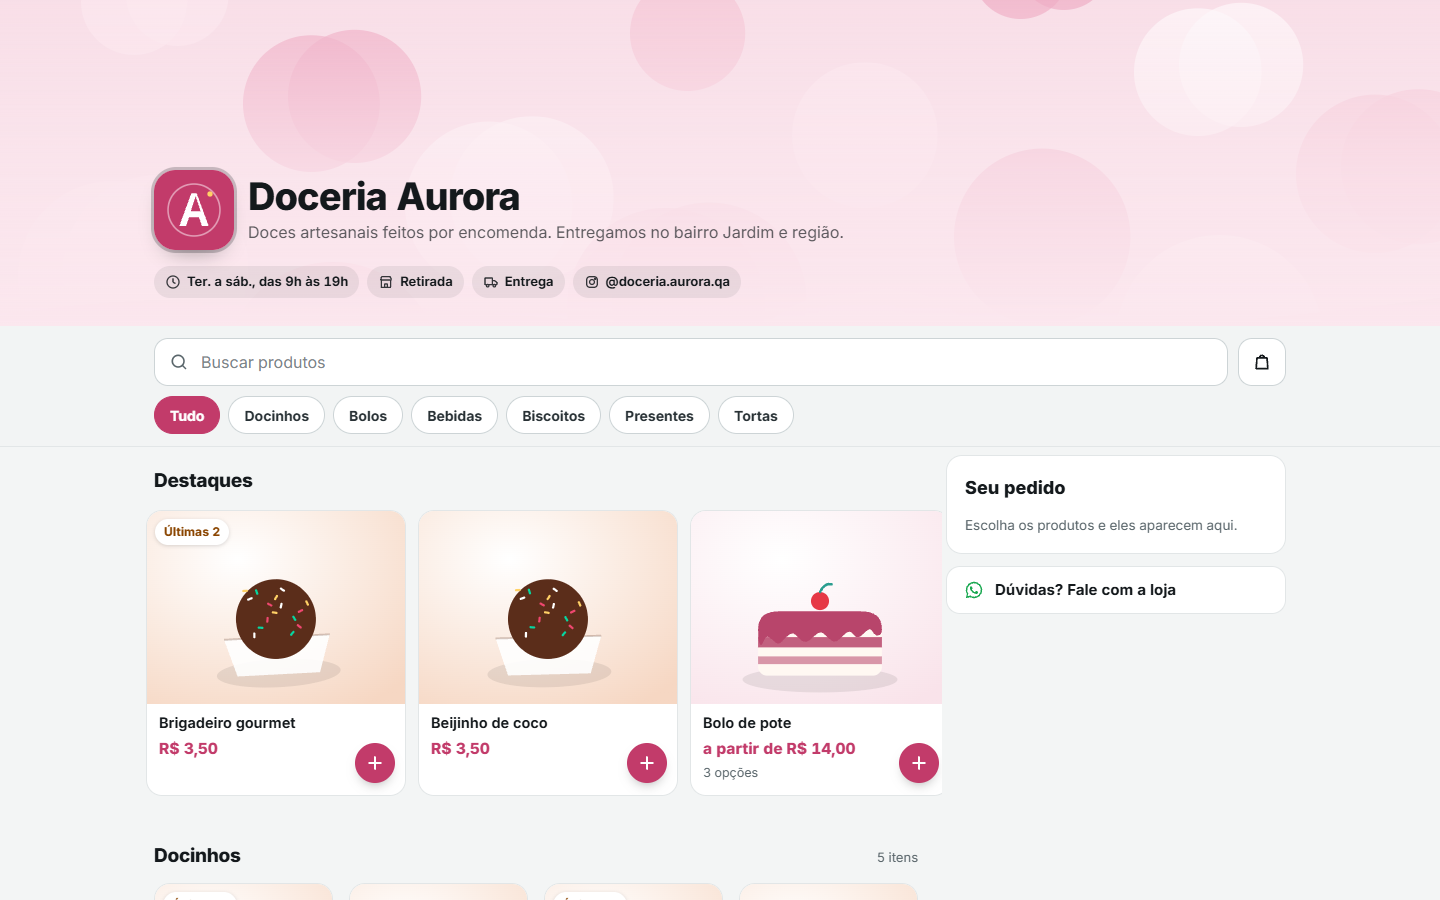 A
Doceria Aurora
Doces artesanais feitos por encomenda. Entregamos no bairro Jardim e região.
Ter. a sáb., das 9h às 19h
Retirada
Entrega
@doceria.aurora.qa
Buscar produtos
Tudo
Docinhos
Bolos
Bebidas
Biscoitos
Presentes
Tortas
Destaques
Últimas 2
Brigadeiro gourmet
R$ 3,50
Beijinho de coco
R$ 3,50
Bolo de pote
a partir de R$ 14,00
3 opções
Seu pedido
Escolha os produtos e eles aparecem aqui.
Dúvidas? Fale com a loja
Docinhos
5 itens